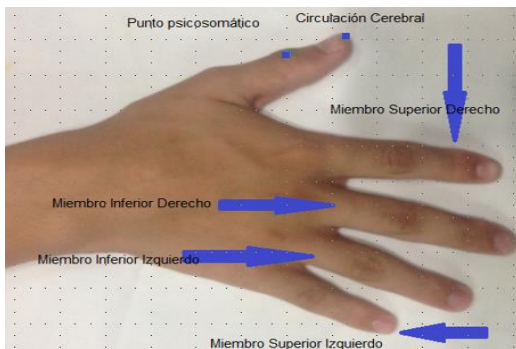 Punto psicosomático
Circulación Cerebral
Miembro Superior Derecho
Miembro Inferior Derecho
Miembro Inferior Izquierdo
Miembro Superior Izquierdo